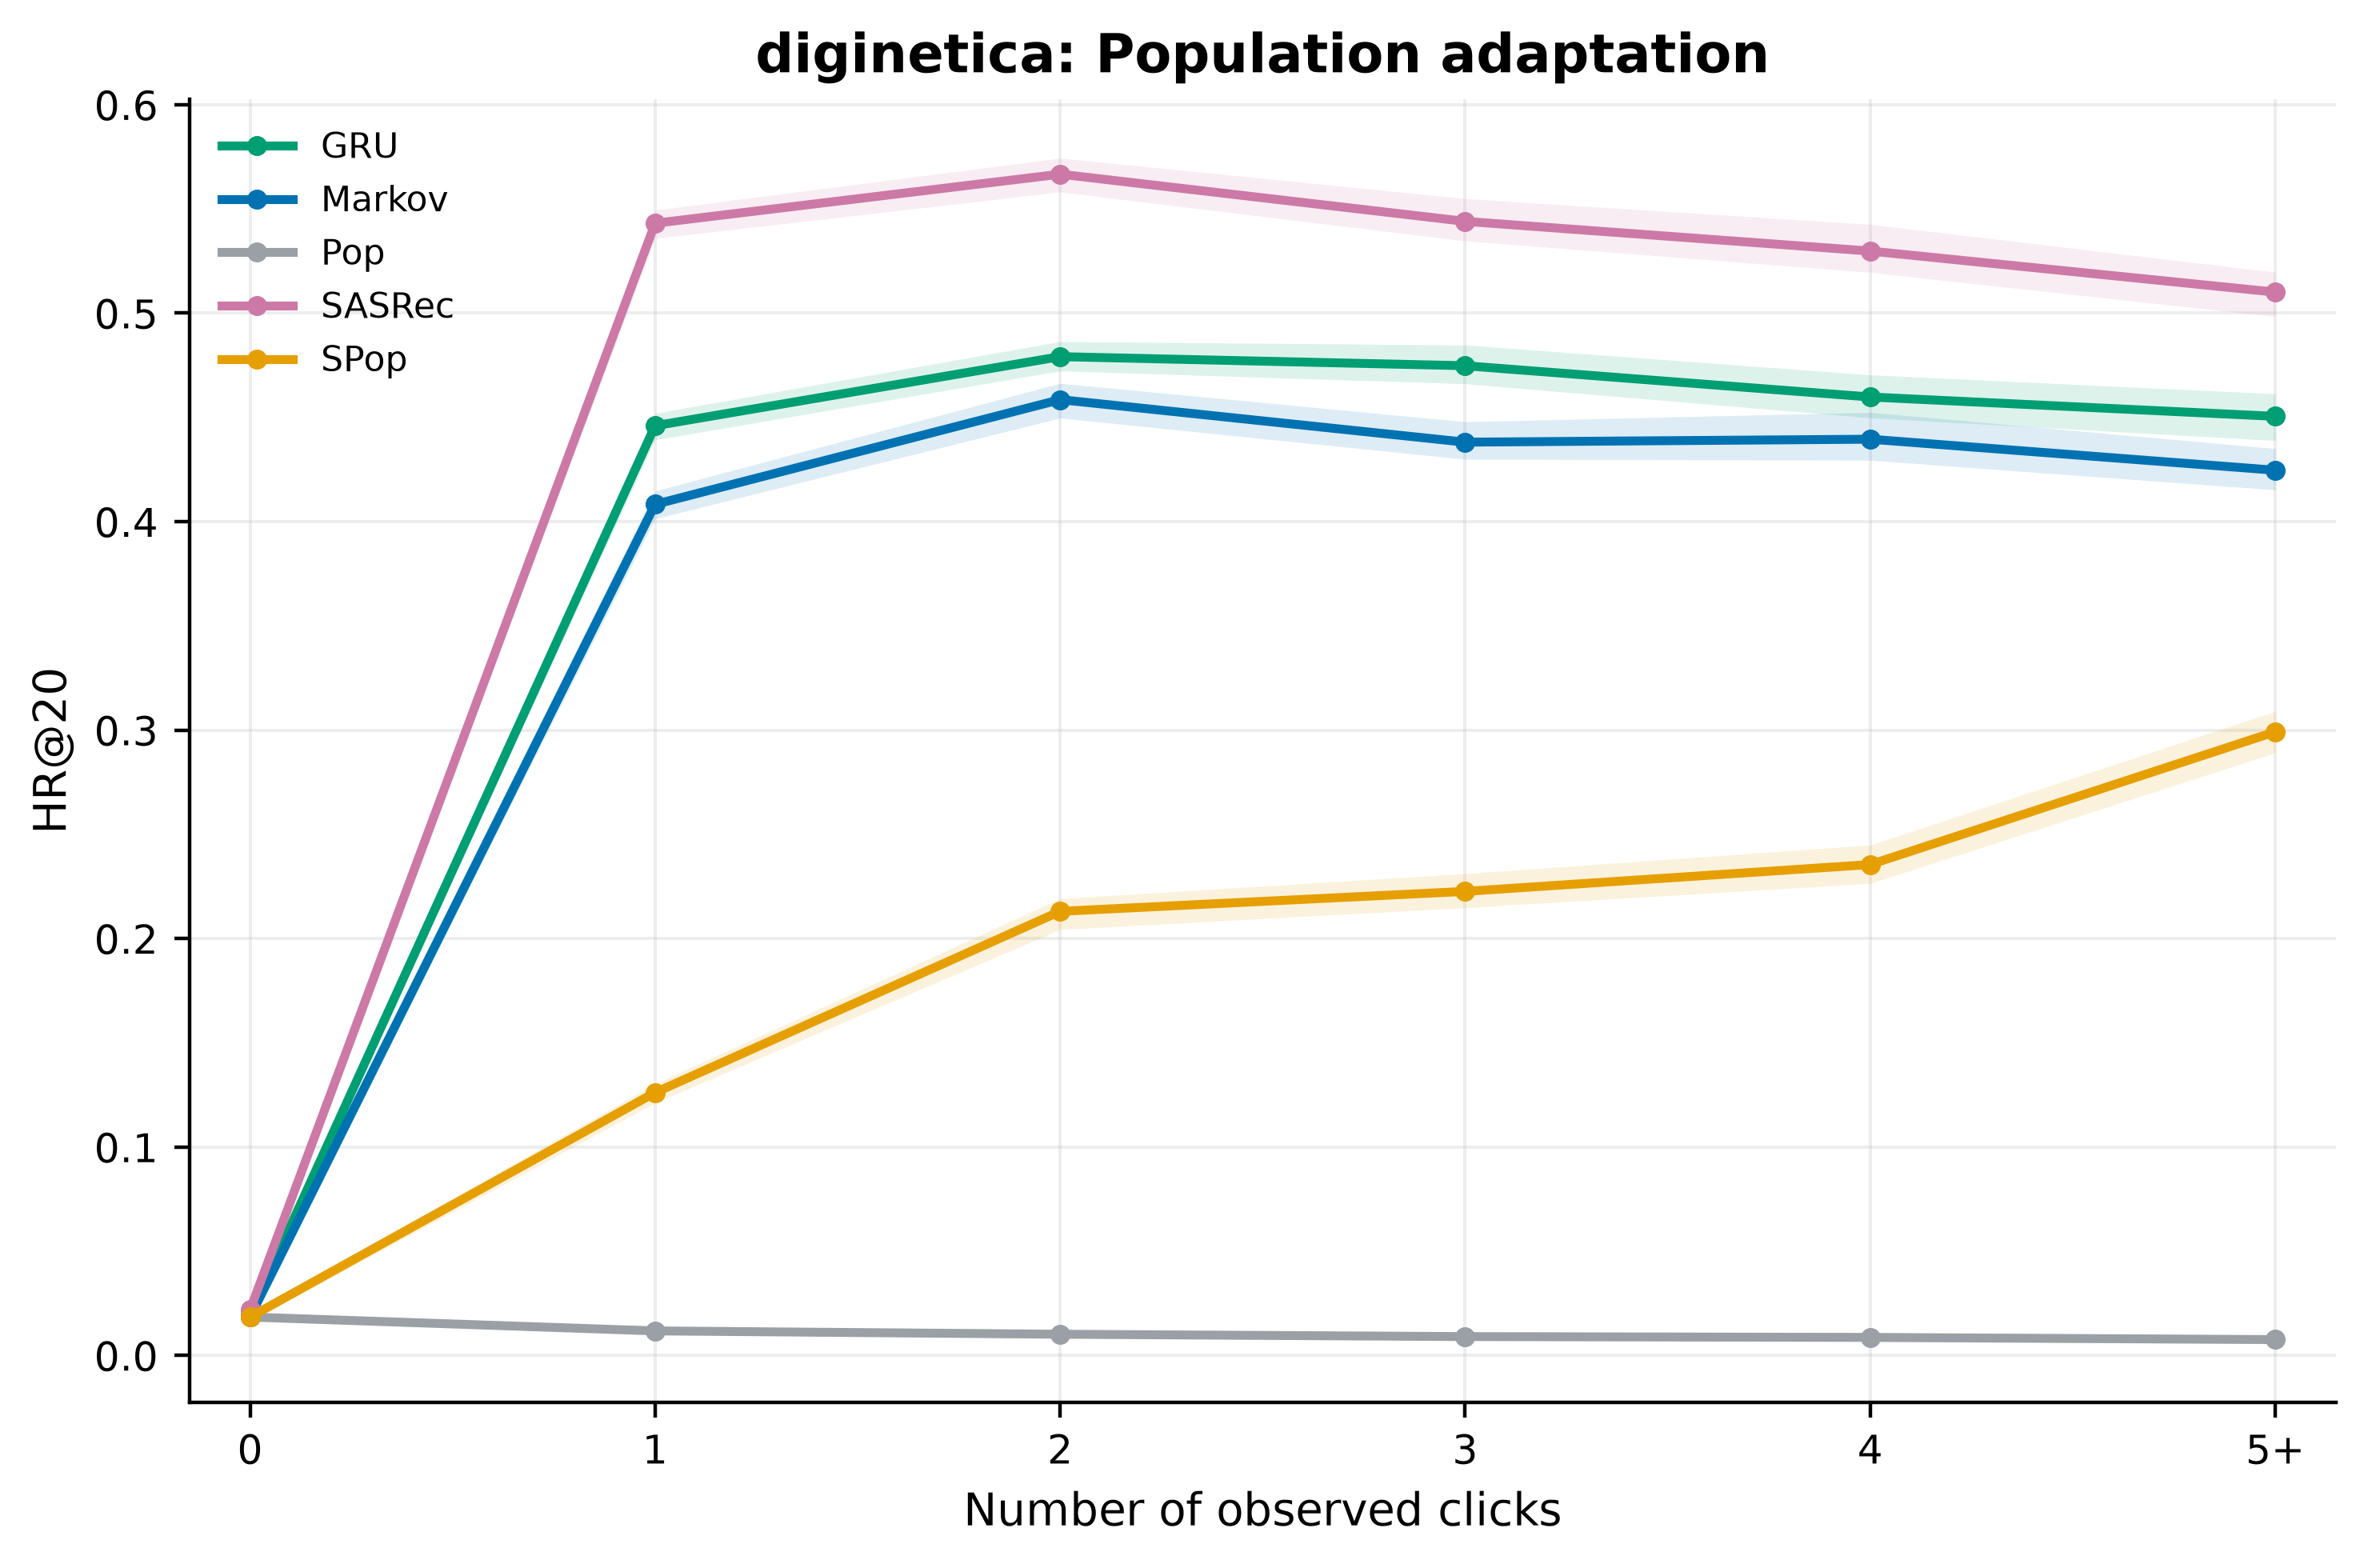 diginetica: Population adaptation
0.6
0.5
0.4
0.3
0.2
0.1
0.0
HR@20
GRU
Markov
Pop
SASRec
SPop
0 1 2 3 4 5+
Number of observed clicks